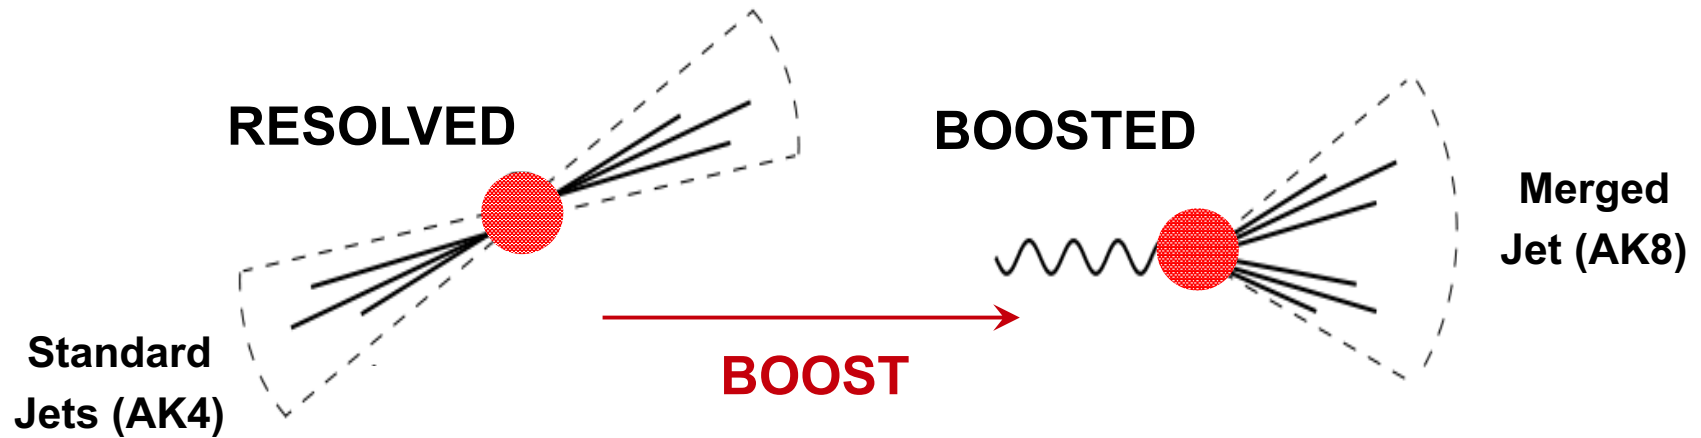 RESOLVED
BOOSTED
Merged
Jet (AK8)
Standard
Jets (AK4)
BOOST